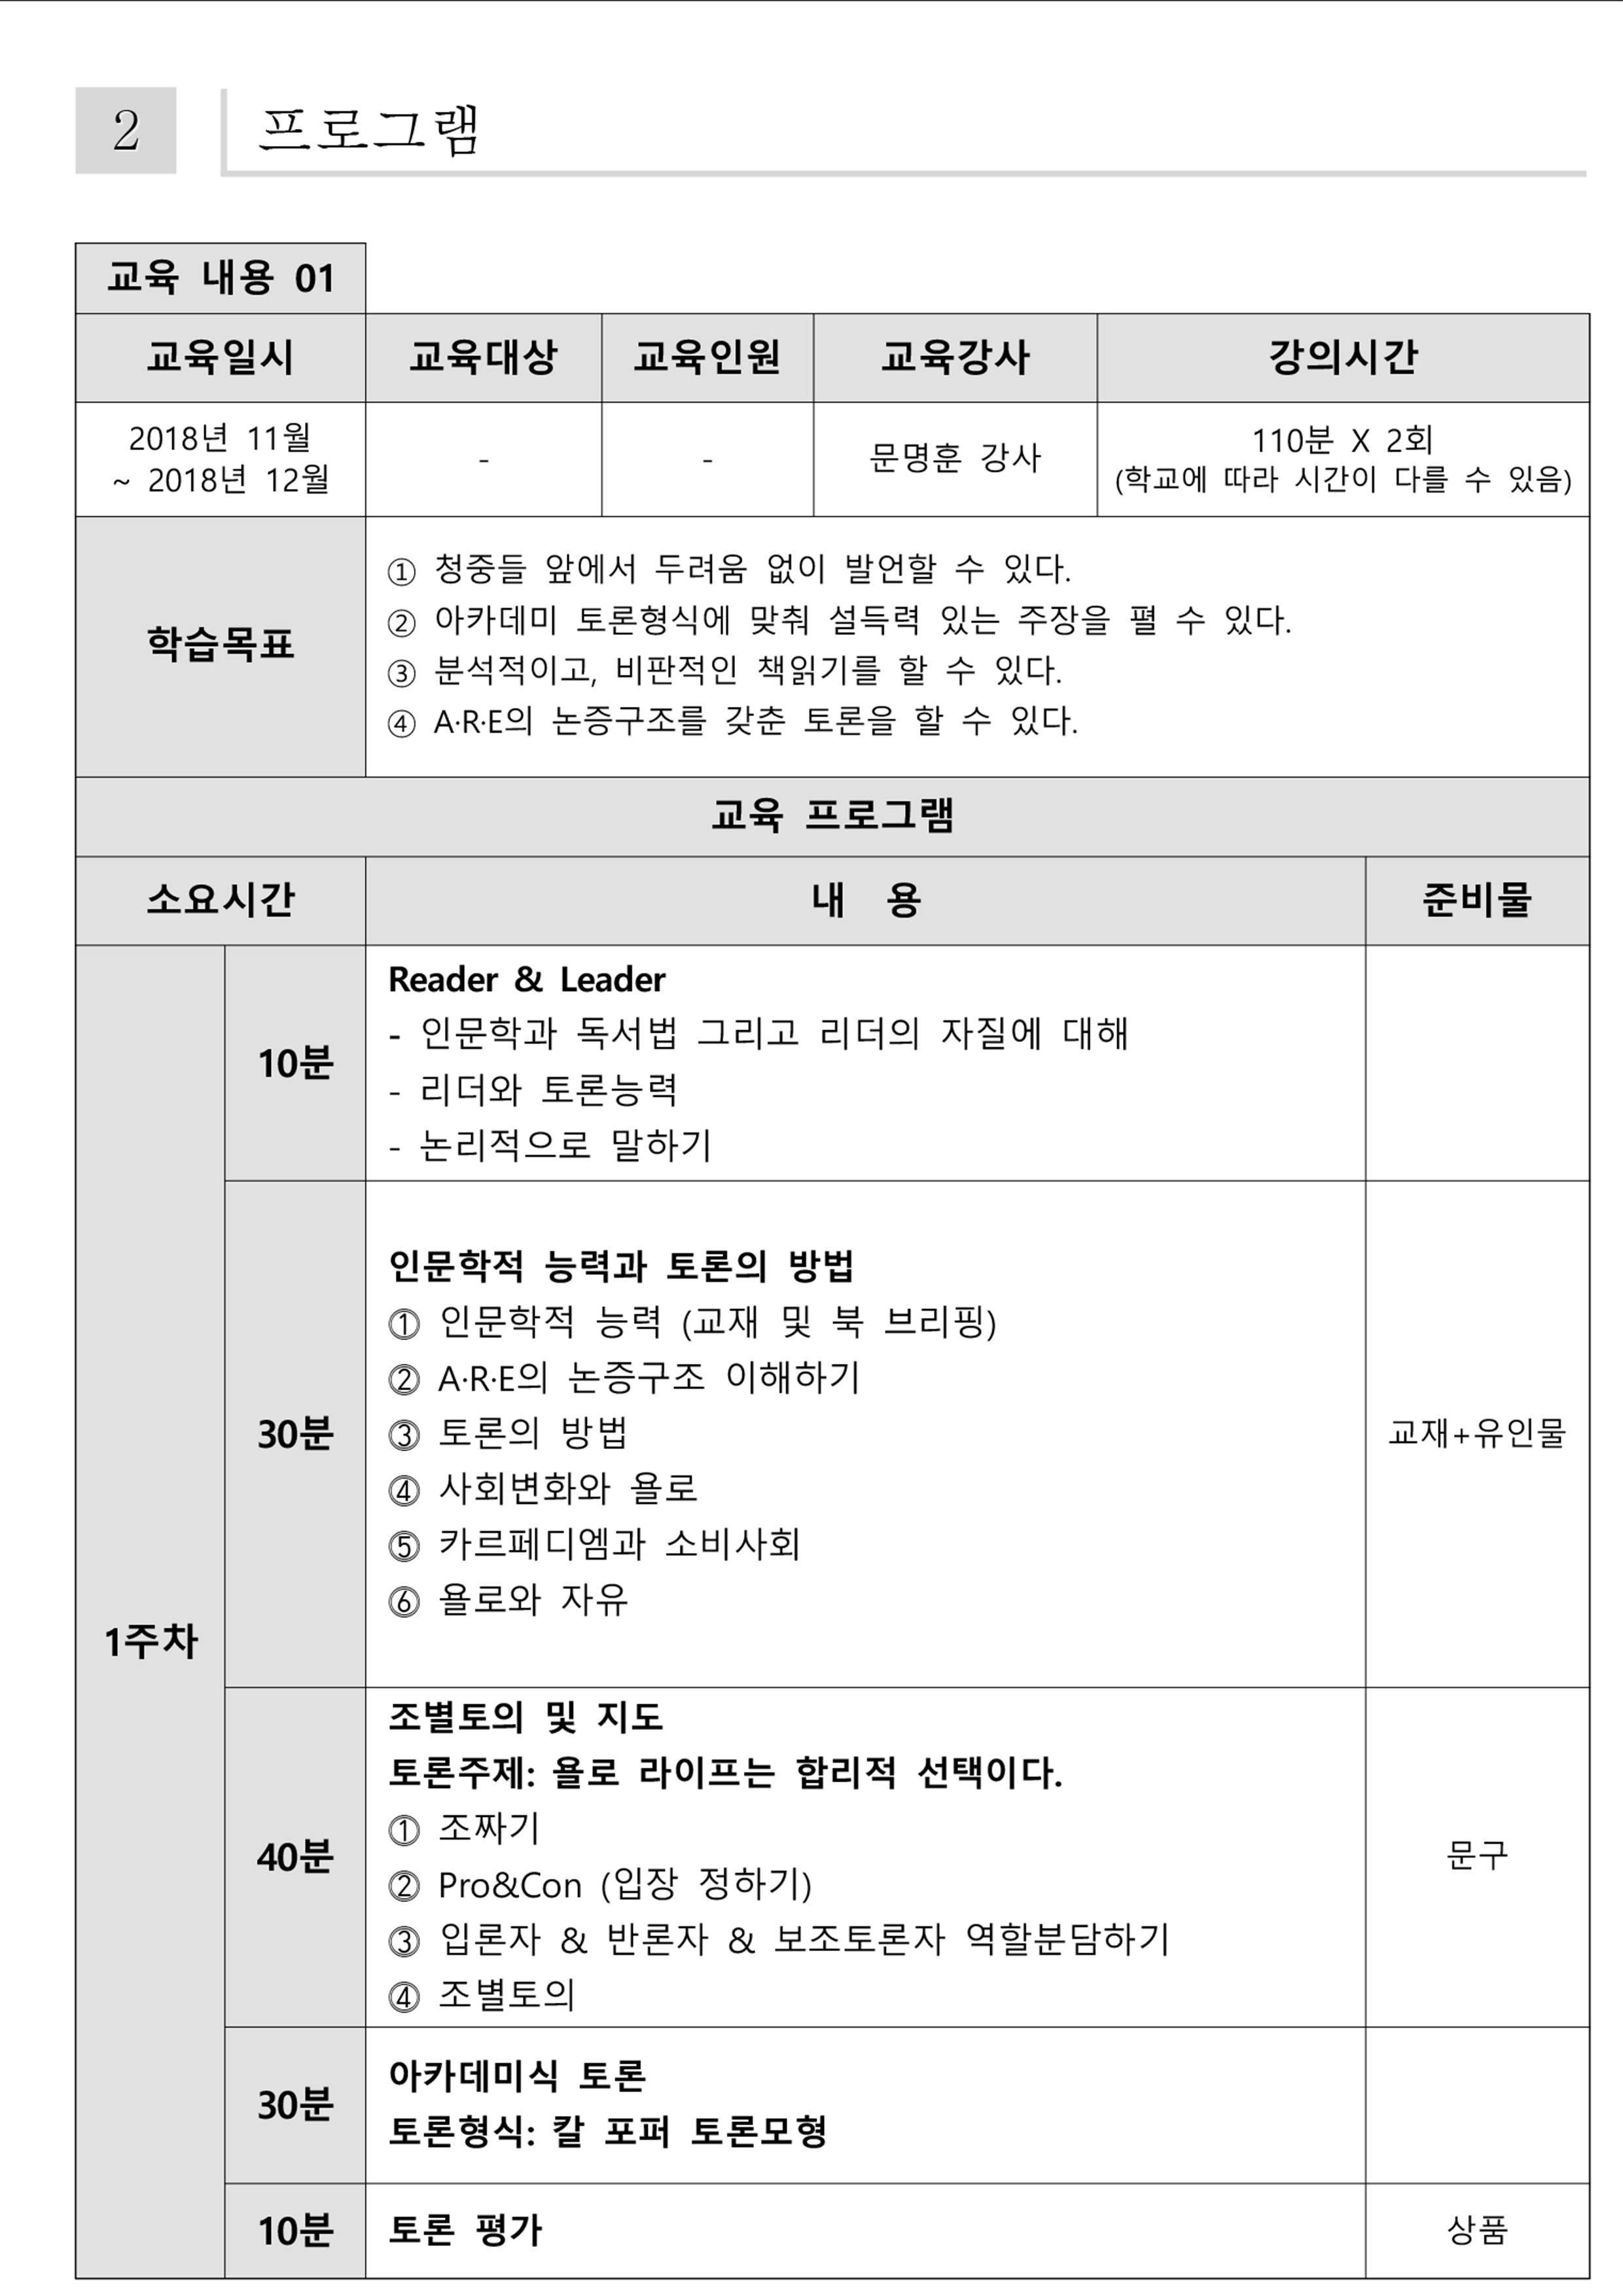 2
프로그램
교육 내용 01
교육일시 교육대상 교육인원 교육강사 강의시간
2018년 11월
~ 2018년 12월
-
-
문명훈 강사
110분 X 2회
(학교에 따라 시간이 다를 수 있음)
학습목표
① 청중들 앞에서 두려움 없이 발언할 수 있다.
② 아카데미 토론형식에 맞춰 설득력 있는 주장을 펼 수 있다.
③ 분석적이고, 비판적인 책읽기를 할 수 있다.
④ A·R·E의 논증구조를 갖춘 토론을 할 수 있다.
교육 프로그램
소요시간 내 용 준비물
1주차
10분
Reader & Leader
- 인문학과 독서법 그리고 리더의 자질에 대해
- 리더와 토론능력
- 논리적으로 말하기
30분
인문학적 능력과 토론의 방법
① 인문학적 능력 (교재 및 북 브리핑)
② A·R·E의 논증구조 이해하기
③ 토론의 방법
④ 사회변화와 욜로
⑤ 카르페디엠과 소비사회
⑥ 욜로와 자유
교재+유인물
40분
조별토의 및 지도
토론주제: 욜로 라이프는 합리적 선택이다.
① 조짜기
② Pro&Con (입장 정하기)
③ 입론자 & 반론자 & 보조토론자 역할분담하기
④ 조별토의
문구
30분
아카데미식 토론
토론형식: 칼 포퍼 토론모형
10분
토론 평가
상품